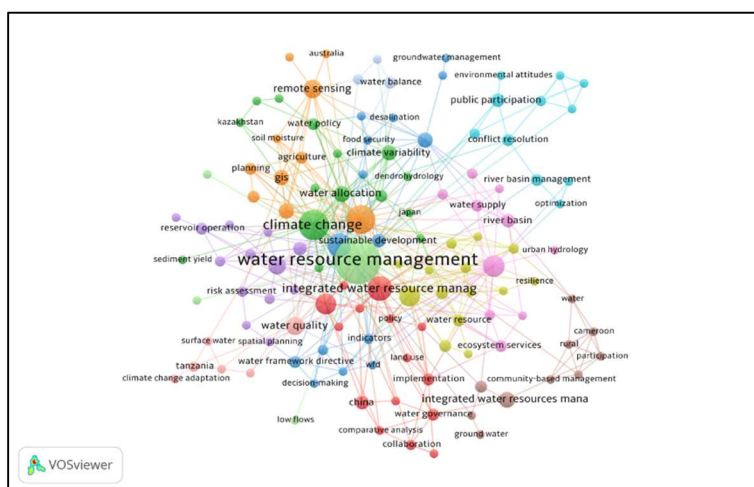 australia
groundwater management
remote sensing
water balance
environmental attitudes
public participation
kazakhstan
water policy
desalination
soil moisture
food security
conflict resolution
agriculture
climate variability
planning
gis
dendrohydrology
river basin management
water allocation
water supply
optimization
japan
reservoir operation
climate change
river basin
sustainable development
urban hydrology
sediment yield
water resource management
risk assessment
integrated water resource manag
resilience
water
water quality
policy
water resource
cameroon
surface water
spatial planning
indicators
ecosystem services
rural
tanzania
water framework directive
wfd
land use
participation
climate change adaptation
decision-making
implementation
community-based management
china
integrated water resources mana
low flows
water governance
comparative analysis
ground water
collaboration
VOSviewer